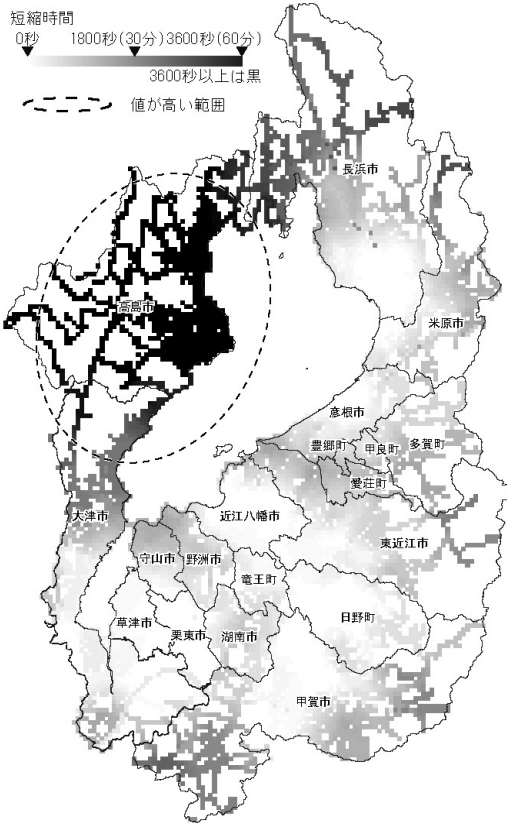 短縮時間
0秒 1800秒(30分) 3600秒(60分)
3600秒以上は黒
値が高い範囲
長浜市
高島市
米原市
彦根市
豊郷町 甲良町 多賀町
愛荘町
大津市
近江八幡市
東近江市
守山市 野洲市
竜王町
日野町
草津市
栗東市 湖南市
甲賀市